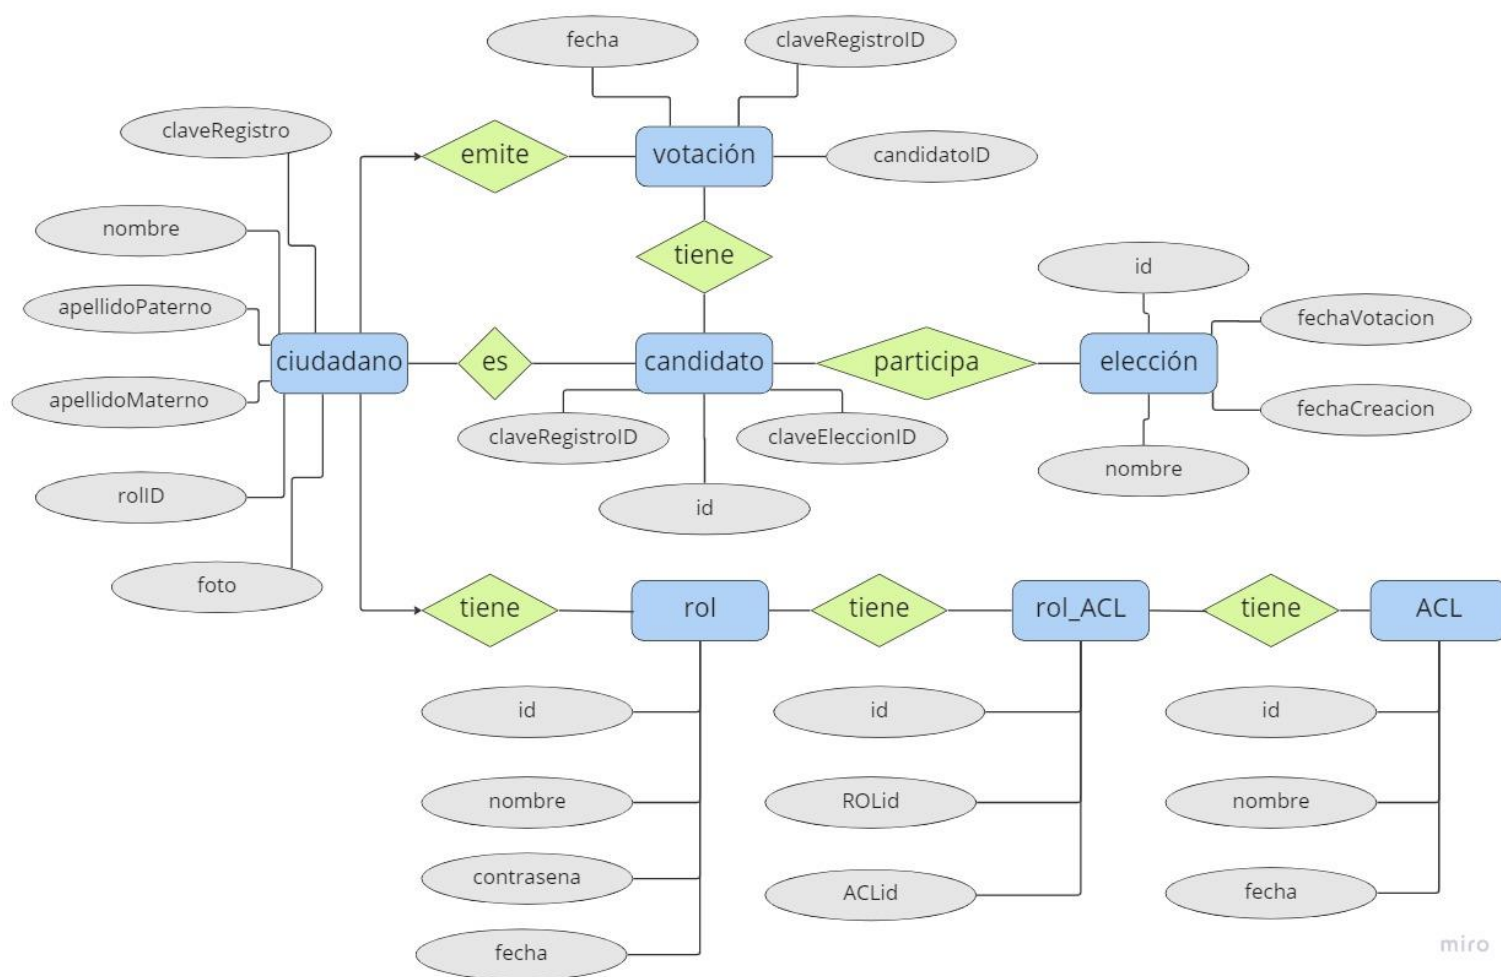 fecha
claveRegistroID
claveRegistro
emite
votación
candidatoID
nombre
tiene
id
apellidoPaterno
fechaVotacion
ciudadano
es
candidato
participa
elección
apellidoMaterno
fechaCreacion
claveRegistroID
claveEleccionID
nombre
rolID
id
foto
tiene
rol
tiene
rol_ACL
tiene
ACL
id
id
id
nombre
ROLid
nombre
contrasena
ACLid
fecha
fecha
miro